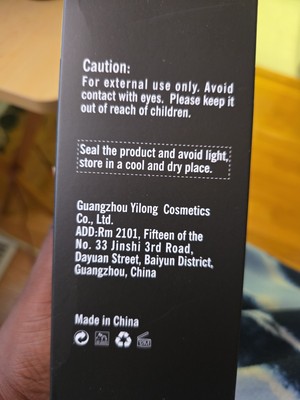 Caution:
For external use only. Avoid
contact with eyes. Please keep it
out of reach of children.
Seal the product and avoid light,
store in a cool and dry place.
Guangzhou Yilong Cosmetics
Co., Ltd.
ADD:Rm 2101, Fifteen of the
No. 33 Jinshi 3rd Road,
Dayuan Street, Baiyun District,
Guangzhou, China
Made in China